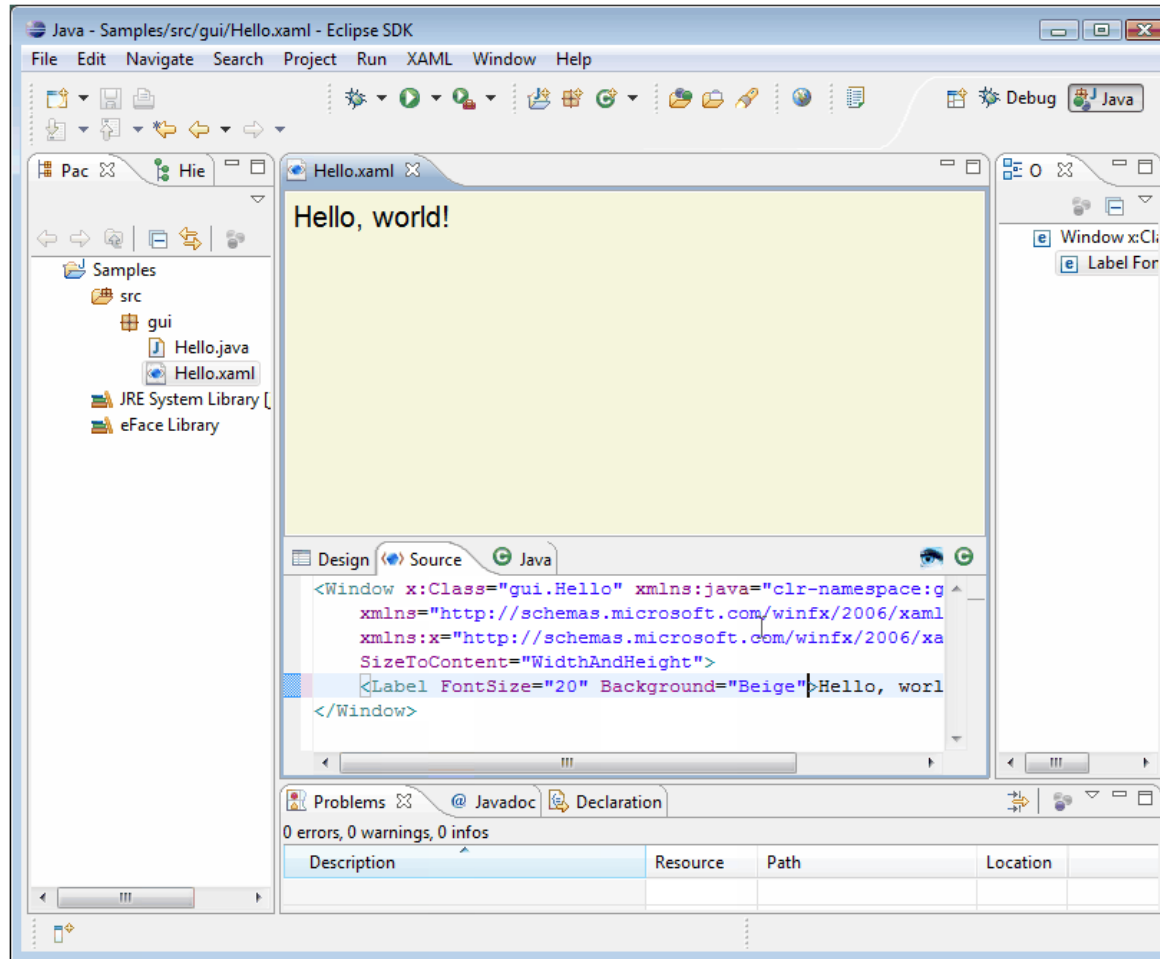 Java - Samples/src/gui/Hello.xaml - Eclipse SDK
File Edit Navigate Search Project Run XAML Window Help
Debug Java
Pac Hie
Samples
src
gui
Hello.java
Hello.xaml
JRE System Library [
eFace Library
Hello.xaml
Hello, world!
Design Source Java
<Window x:Class="gui.Hello" xmlns:java="clr-namespace:g
xmlns="http://schemas.microsoft.com/winfx/2006/xaml
xmlns:x="http://schemas.microsoft.com/winfx/2006/xa
SizeToContent="WidthAndHeight">
<Label FontSize="20" Background="Beige">Hello, worl
</Window>
O
Window x:Cl
Label For
Problems @ Javadoc Declaration
0 errors, 0 warnings, 0 infos
Description Resource Path Location